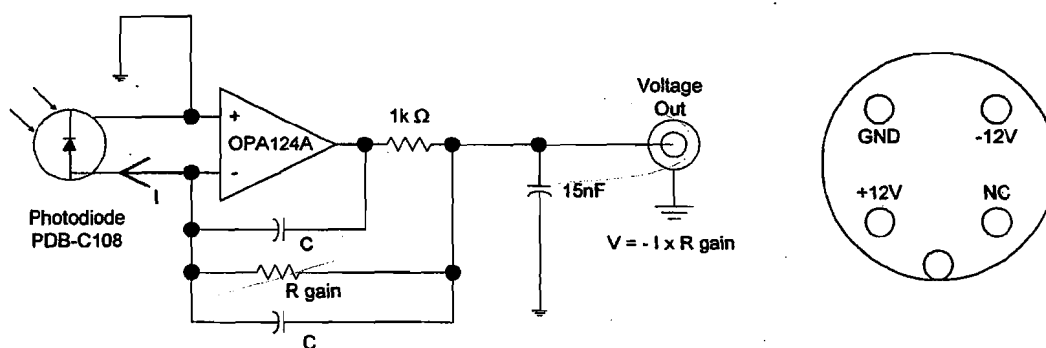 +
OPA124A
-
1k Ω
Voltage
Out
15nF
I
Photodiode
PDB-C108
C
R gain
C
V = - I x R gain
GND
-12V
+12V
NC